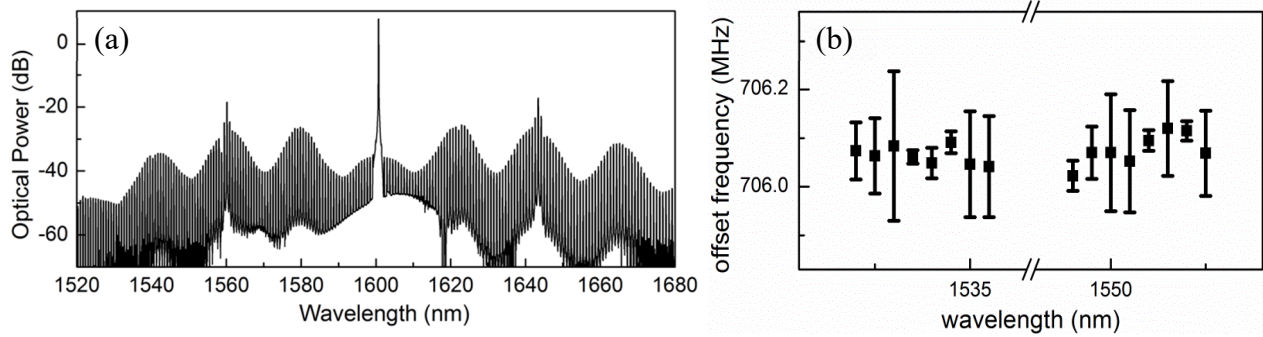 (a)
Optical Power (dB)
0
-20
-40
-60
1520 1540 1560 1580 1600 1620 1640 1660 1680
Wavelength (nm)
(b)
offset frequency (MHz)
706.2
706.0
1535 1550
wavelength (nm)